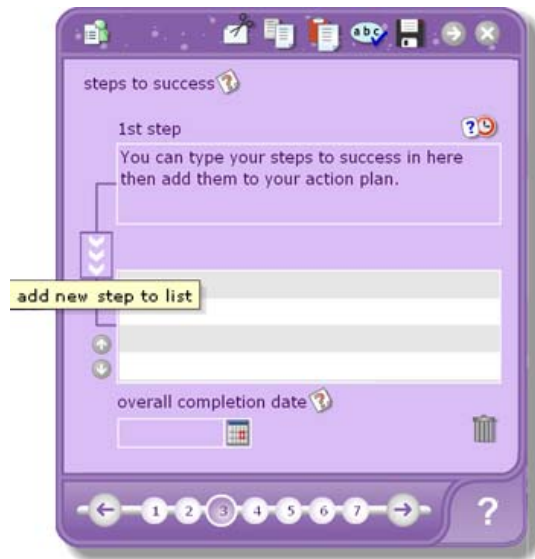 abc
steps to success ?
1st step
?
You can type your steps to success in here
then add them to your action plan.
add new step to list
overall completion date ?
1 2 3 4 5 6 7
?